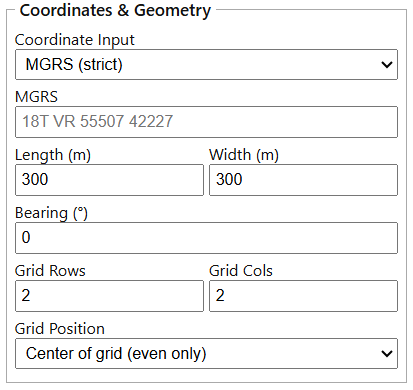 Coordinates & Geometry
Coordinate Input
MGRS (strict)
MGRS
18T VR 55507 42227
Length (m) Width (m)
300 300
Bearing (°)
0
Grid Rows Grid Cols
2 2
Grid Position
Center of grid (even only)